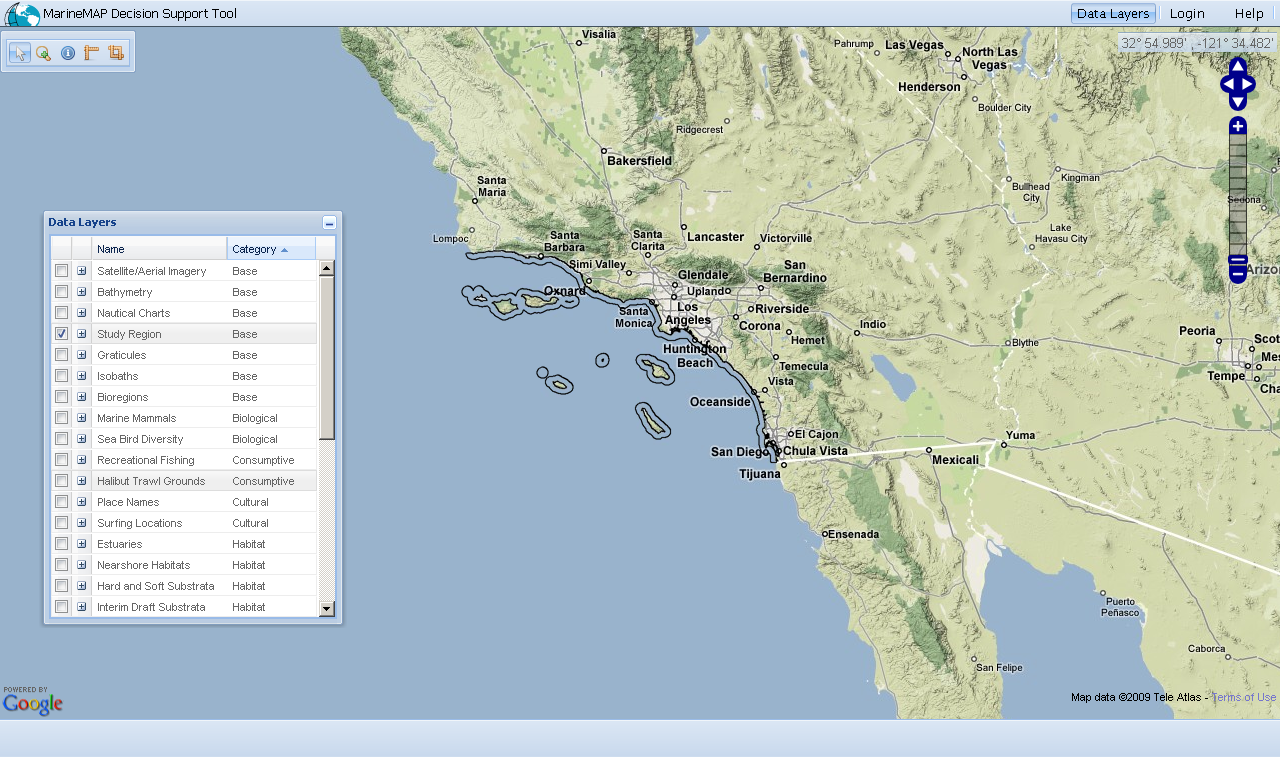 MarineMAP Decision Support Tool
Data Layers Login Help
32° 54.989' , -121° 34.482'
Visalia
Pahrump
Las Vegas
North Las
Vegas
Henderson
Boulder City
Ridgecrest
Bakersfield
Kingman
Santa
Maria
Bullhead
City
Sedona
Lompoc
Santa
Barbara
Santa
Clarita
Lancaster
Victorville
Lake
Havasu City
Simi Valley
Glendale
San
Bernardino
Arizo
Oxnard
Upland
Los
Angeles
Santa
Monica
Riverside
Corona
Indio
Hemet
Huntington
Beach
Temecula
Blythe
Peoria
Scot
Mes
Tempe
Cha
Vista
Oceanside
El Cajon
San Diego
Chula Vista
Tijuana
Yuma
Mexicali
Ensenada
Puerto
Peñasco
Caborca
San Felipe
Data Layers
Name Category
Satellite/Aerial Imagery Base
Bathymetry Base
Nautical Charts Base
Study Region Base
Graticules Base
Isobaths Base
Bioregions Base
Marine Mammals Biological
Sea Bird Diversity Biological
Recreational Fishing Consumptive
Halibut Trawl Grounds Consumptive
Place Names Cultural
Surfing Locations Cultural
Estuaries Habitat
Nearshore Habitats Habitat
Hard and Soft Substrata Habitat
Interim Draft Substrata Habitat
POWERED BY
Google
Map data ©2009 Tele Atlas - Terms of Use